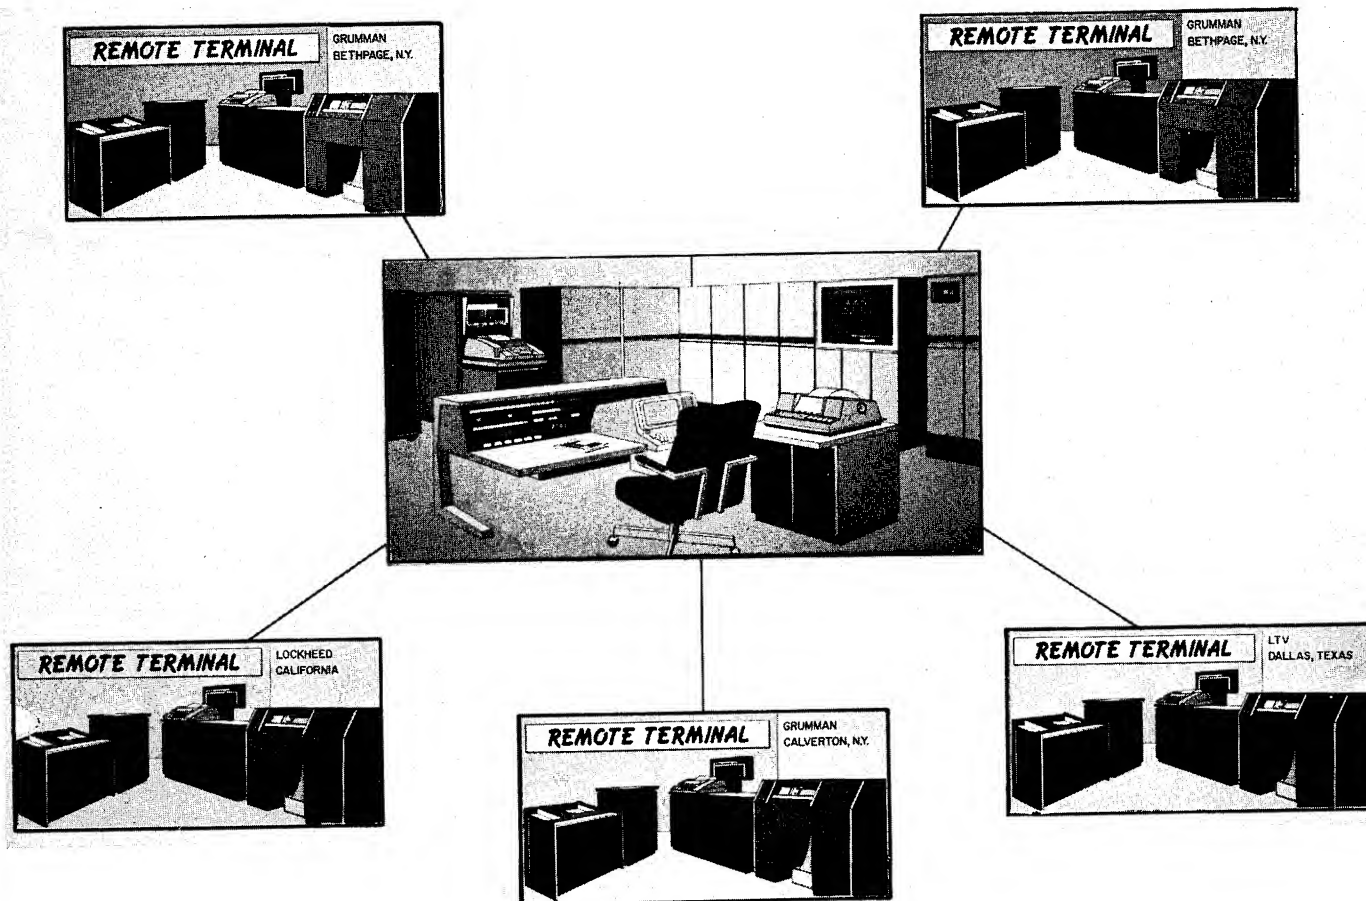 REMOTE TERMINAL
GRUMMAN
BETHPAGE, N.Y.
REMOTE TERMINAL
GRUMMAN
BETHPAGE, N.Y.
REMOTE TERMINAL
LOCKHEED
CALIFORNIA
REMOTE TERMINAL
GRUMMAN
CALVERTON, N.Y.
REMOTE TERMINAL
LTV
DALLAS, TEXAS